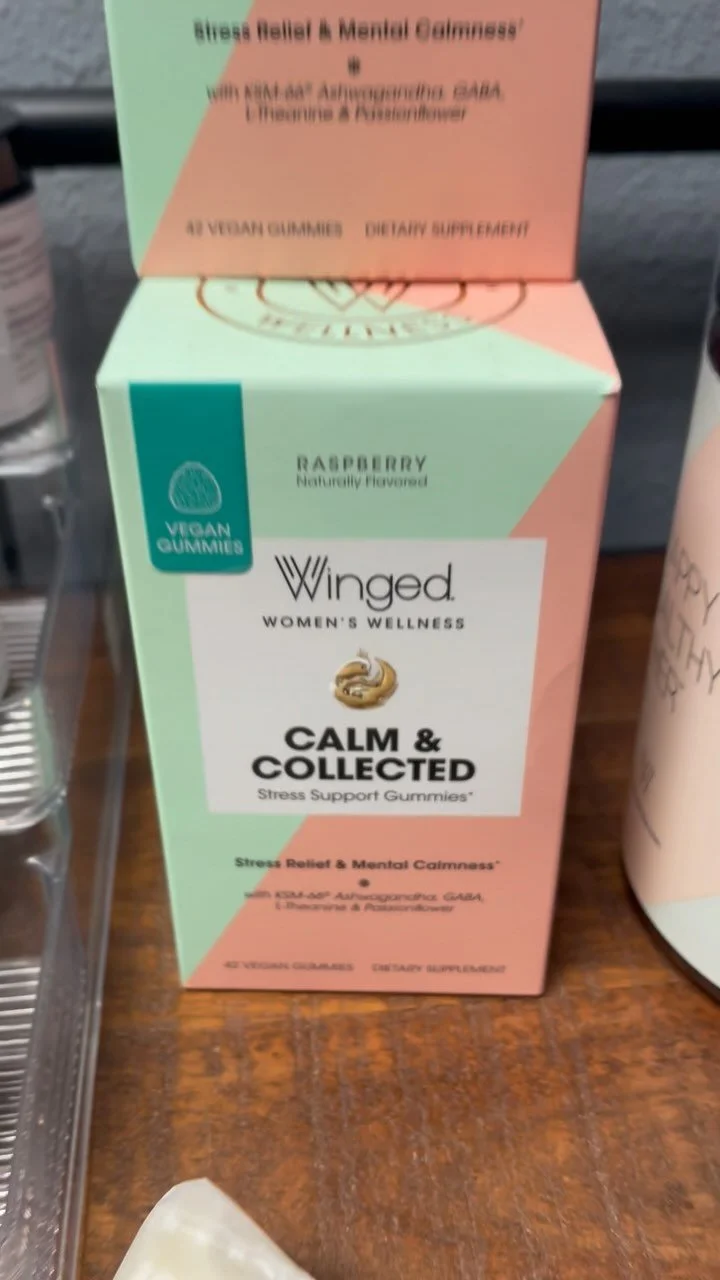 Stress Relief & Mental Calmness*
with KSM-66® Ashwagandha, GABA,
L-Theanine & Passionflower
42 VEGAN GUMMIES DIETARY SUPPLEMENT
WELLNESS
RASPBERRY
Naturally Flavored
VEGAN
GUMMIES
Winged
WOMEN'S WELLNESS
CALM &
COLLECTED
Stress Support Gummies*
Stress Relief & Mental Calmness*
with KSM-66® Ashwagandha, GABA,
L-Theanine & Passionflower
42 VEGAN GUMMIES DIETARY SUPPLEMENT